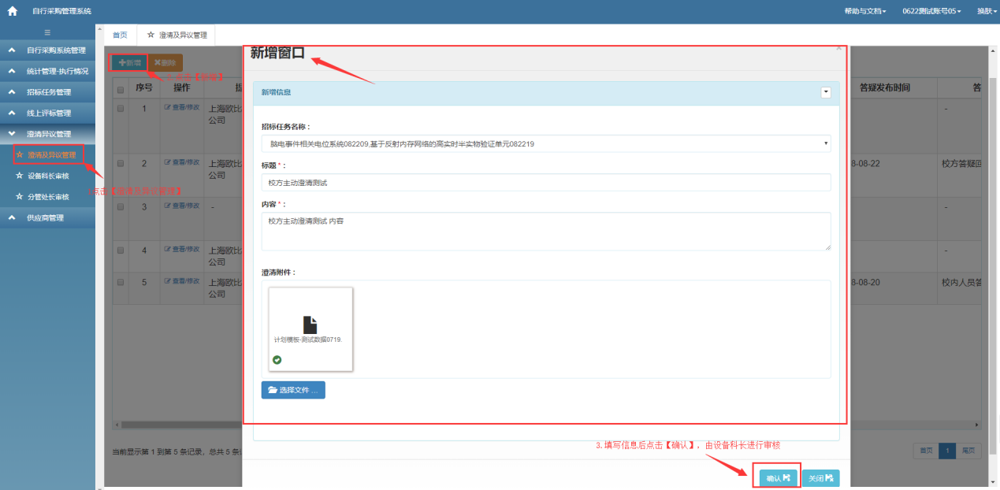 自行采购管理系统
帮助与文档
0622测试账号05
换肤
首页
澄清及异议管理
自行采购系统管理
统计管理-执行情况
招标任务管理
线上评标管理
澄清异议管理
澄清及异议管理
设备科长审核
分管处长审核
供应商管理
新增
删除
点击【新增】
点击【澄清及异议管理】
序号
操作
答疑发布时间
答
1
查看/修改
上海欧比
公司
-
2
查看/修改
上海欧比
公司
8-08-22
校方答疑回
3
查看/修改
-
-
4
查看/修改
上海欧比
公司
-
5
查看/修改
上海欧比
公司
8-08-20
校内人员答
当前显示第 1 到第 5 条记录，总共 5 条
首页
1
尾页
新增窗口
×
新增信息
招标任务名称：
脑电事件相关电位系统082209,基于反射内存网络的高实时半实物验证单元082219
标题 *：
校方主动澄清测试
内容 *：
校方主动澄清测试 内容
澄清附件：
计划模板-测试数据0719.
选择文件 ...
3.填写信息后点击【确认】，由设备科长进行审核
确认
关闭